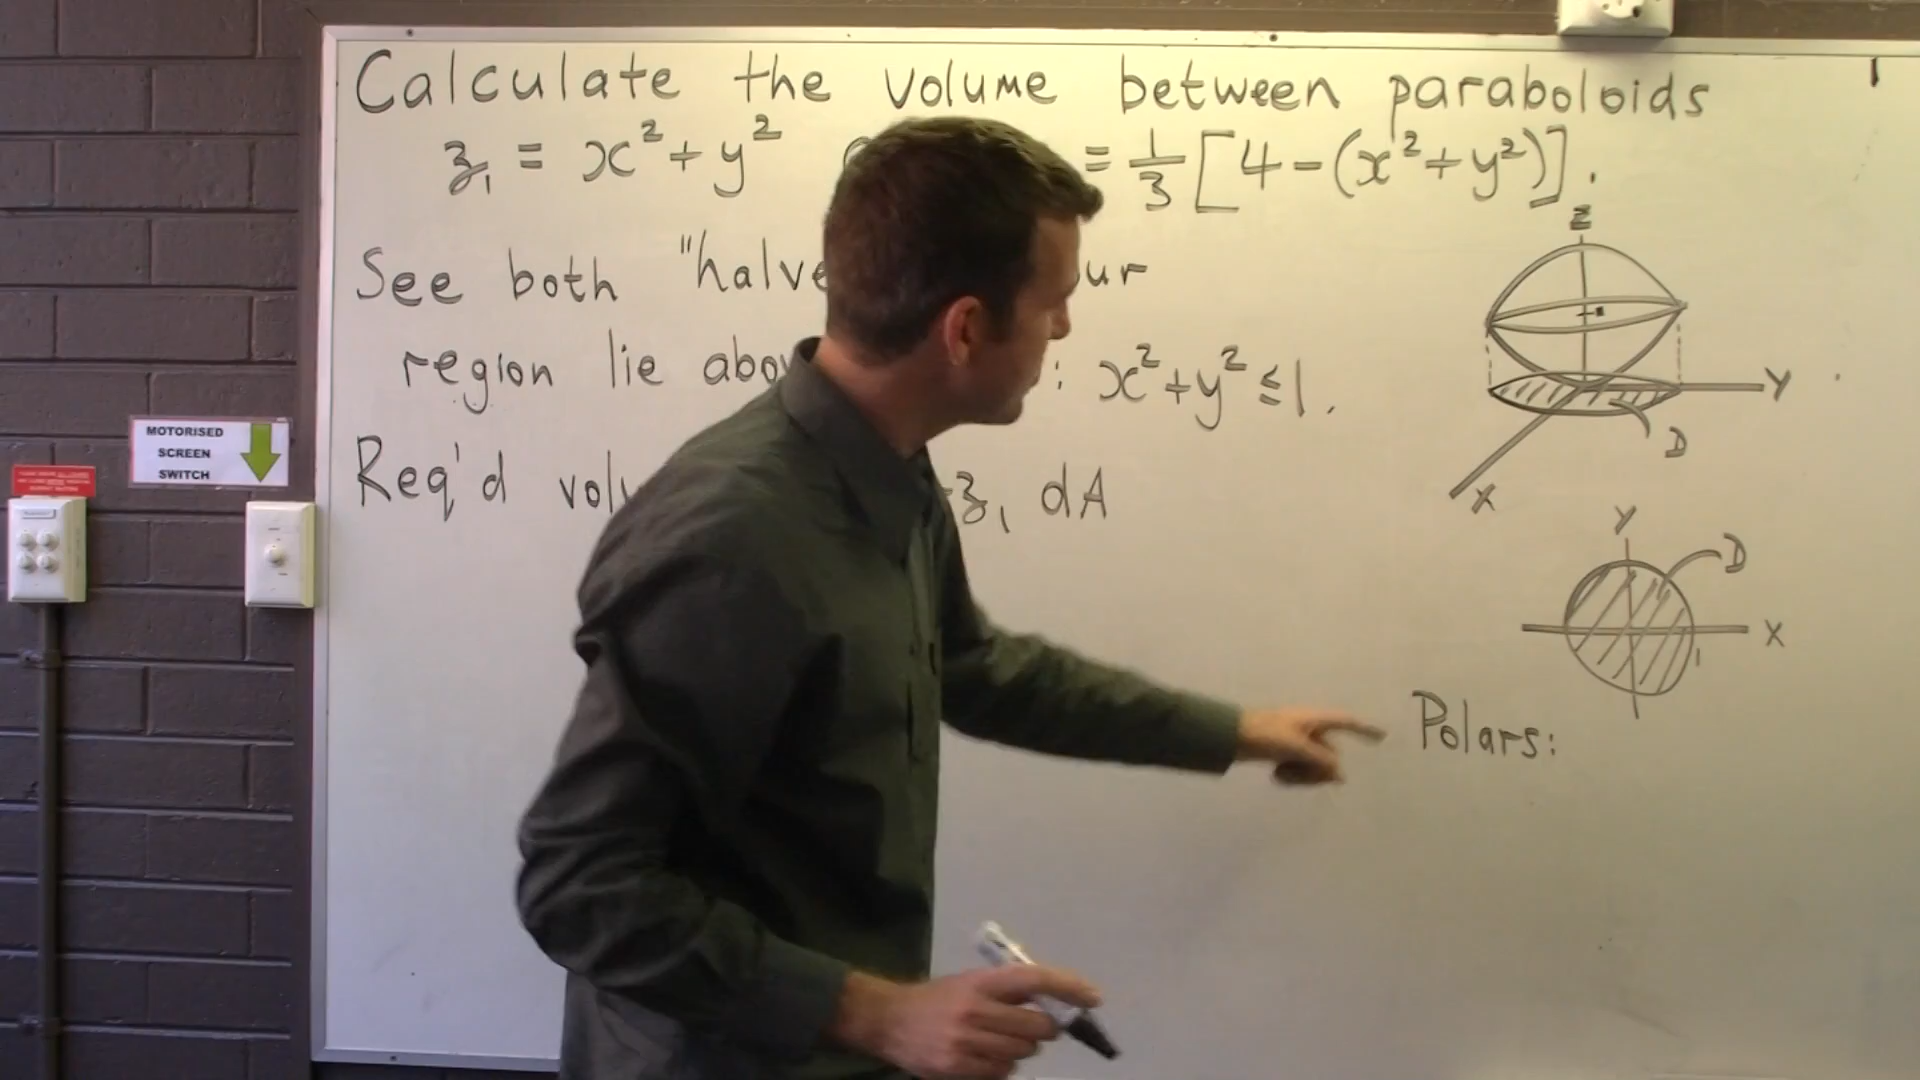 Calculate the volume between paraboloids
z₁ = x² + y² = 1/3 [4 - (x² + y²)].
See both "halve ur
region lie abo : x² + y² ≤ 1.
Req'd vol z₁ dA
Z
Y
D
X
Y
D
X
1
Polars:
MOTORISED
SCREEN
SWITCH